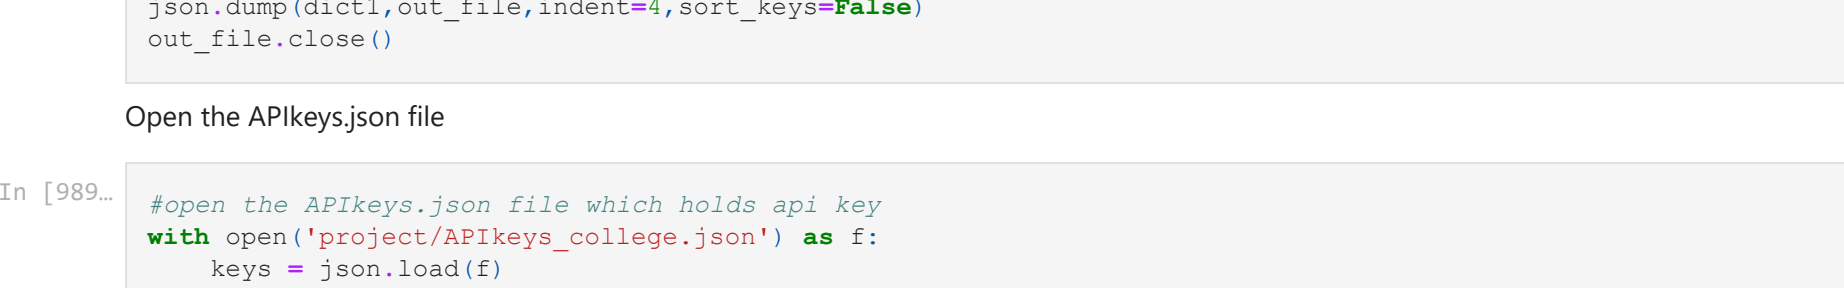 json.dump(dict1,out_file,indent=4,sort_keys=False)
out_file.close()
Open the APIkeys.json file
In [989…
#open the APIkeys.json file which holds api key
with open('project/APIkeys_college.json') as f:
    keys = json.load(f)